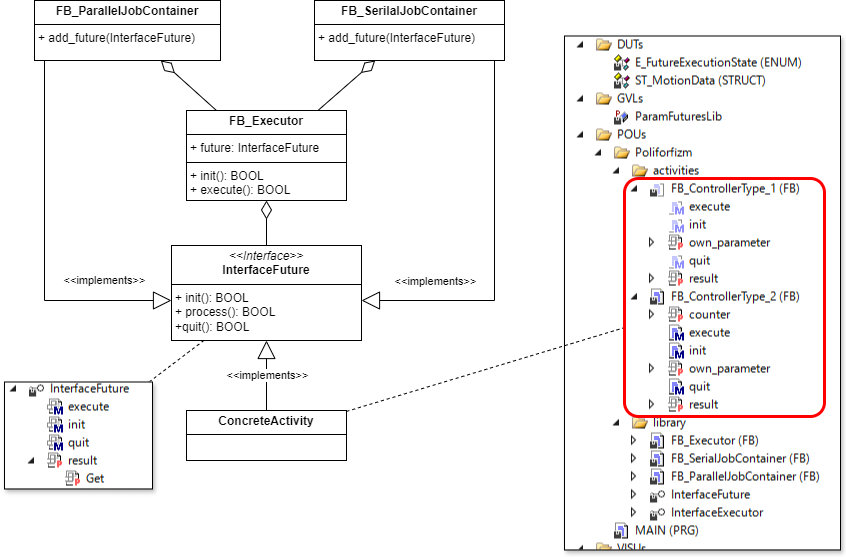 FB_ParallelJobContainer
+ add_future(InterfaceFuture)
FB_SerilalJobContainer
+ add_future(InterfaceFuture)
FB_Executor
+ future: InterfaceFuture
+ init(): BOOL
+ execute(): BOOL
<<Interface>>
InterfaceFuture
+ init(): BOOL
+ process(): BOOL
+quit(): BOOL
<<implements>>
<<implements>>
<<implements>>
ConcreteActivity
InterfaceFuture
execute
init
quit
result
Get
DUTs
E_FutureExecutionState (ENUM)
ST_MotionData (STRUCT)
GVLs
ParamFuturesLib
POUs
Poliforfizm
activities
FB_ControllerType_1 (FB)
execute
init
own_parameter
quit
result
FB_ControllerType_2 (FB)
counter
execute
init
own_parameter
quit
result
library
FB_Executor (FB)
FB_SerialJobContainer (FB)
FB_ParallelJobContainer (FB)
InterfaceFuture
InterfaceExecutor
MAIN (PRG)
VISUs